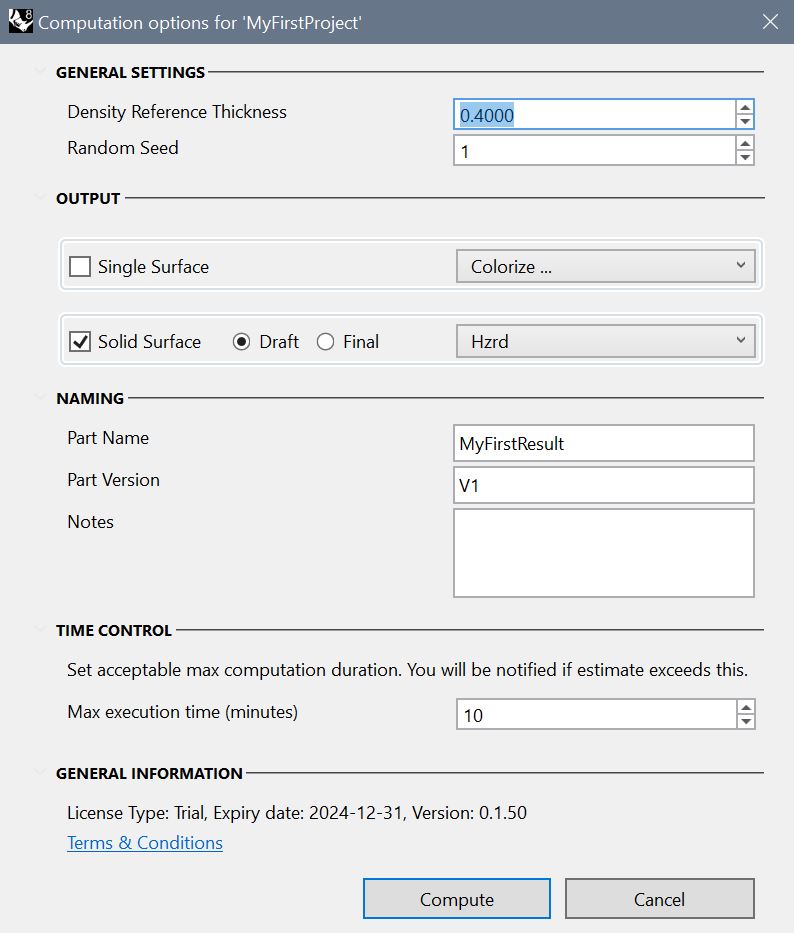 8
Computation options for 'MyFirstProject'
GENERAL SETTINGS
Density Reference Thickness 0.4000
Random Seed 1
OUTPUT
Single Surface Colorize ...
Solid Surface Draft Final Hzrd
NAMING
Part Name MyFirstResult
Part Version V1
Notes
TIME CONTROL
Set acceptable max computation duration. You will be notified if estimate exceeds this.
Max execution time (minutes) 10
GENERAL INFORMATION
License Type: Trial, Expiry date: 2024-12-31, Version: 0.1.50
Terms & Conditions
Compute Cancel